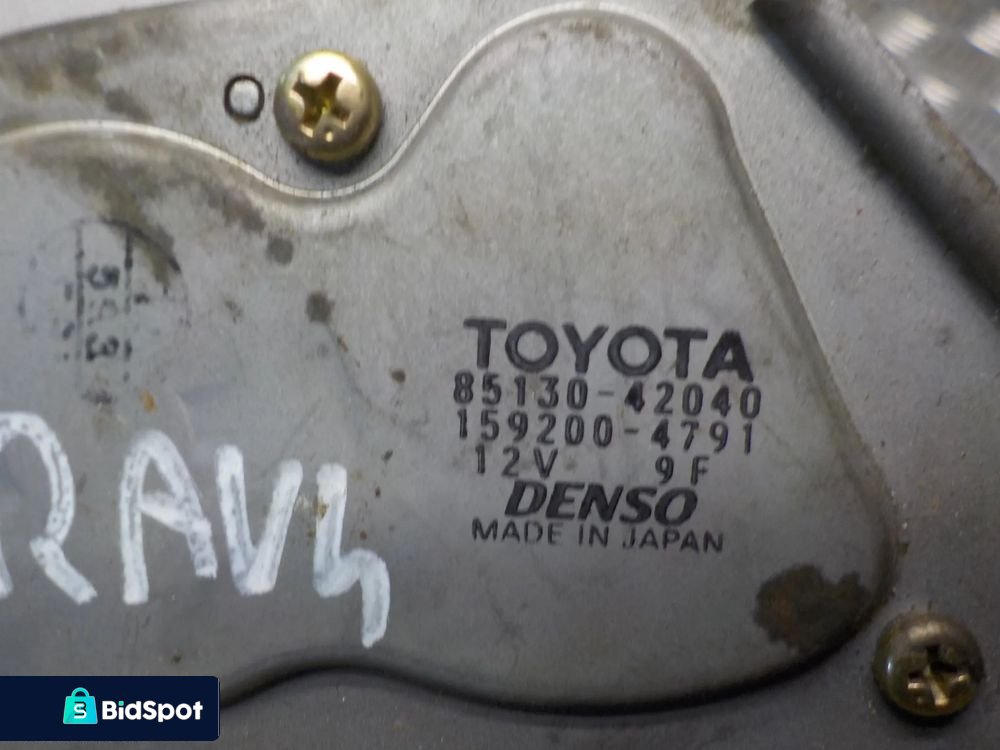 TOYOTA
85130-42040
159200-4791
12V 9F
DENSO
MADE IN JAPAN
RAV4
BidSpot